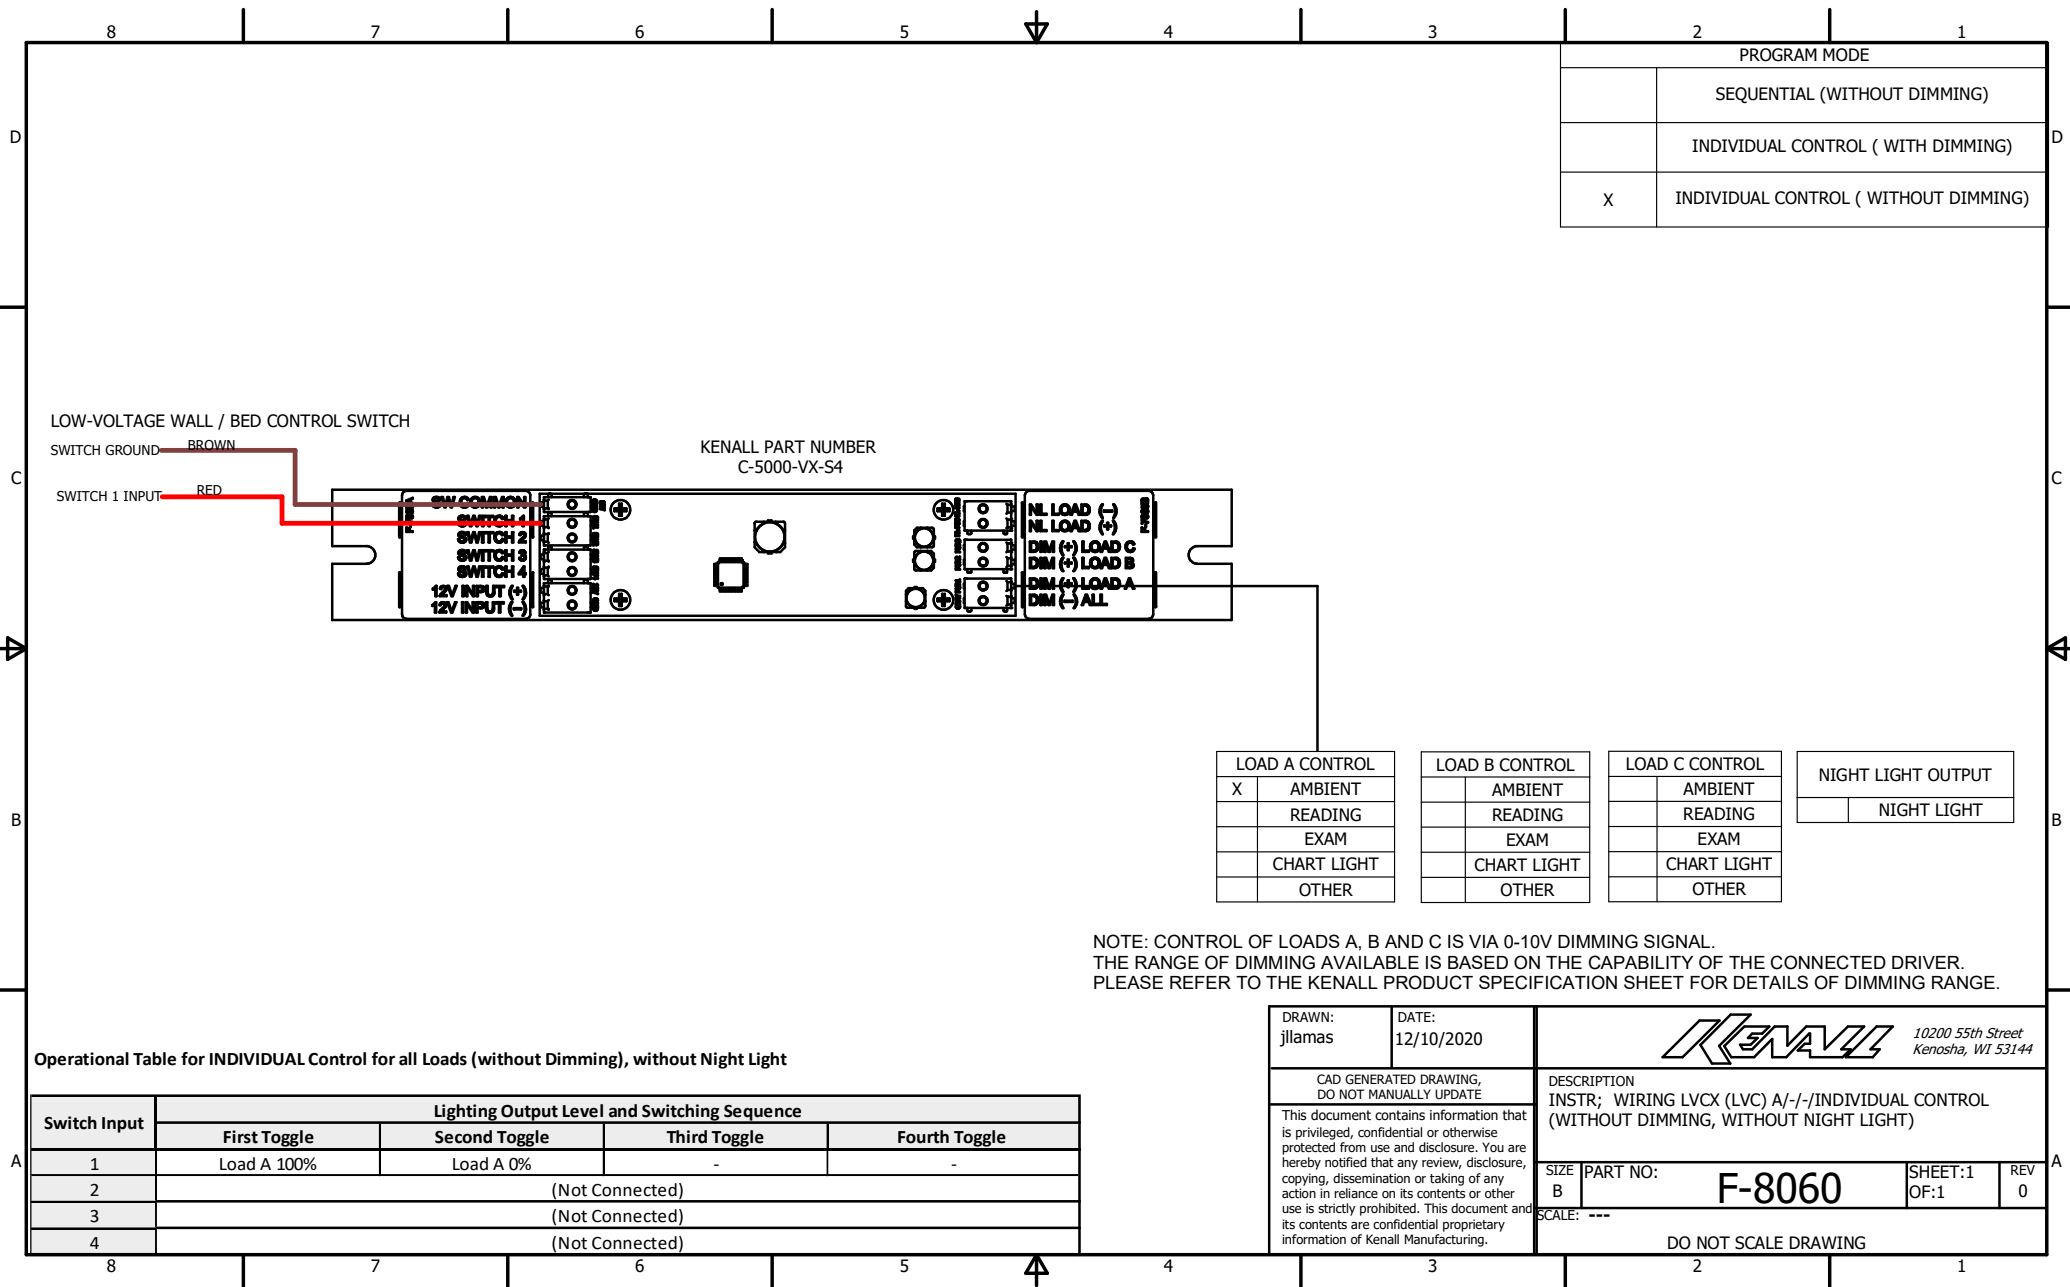 8 7 6 5 4 3 2 1
PROGRAM MODE
SEQUENTIAL (WITHOUT DIMMING)
D D
INDIVIDUAL CONTROL ( WITH DIMMING)
X INDIVIDUAL CONTROL ( WITHOUT DIMMING)
LOW-VOLTAGE WALL / BED CONTROL SWITCH
SWITCH GROUND BROWN
KENALL PART NUMBER
C-5000-VX-S4
C C
SWITCH 1 INPUT RED
SW COMMON
SWITCH 1
SWITCH 2
SWITCH 3
SWITCH 4
12V INPUT (+)
12V INPUT (-)
NL LOAD (-)
NL LOAD (+)
DIM (+) LOAD C
DIM (+) LOAD B
DIM (+) LOAD A
DIM (-) ALL
LOAD A CONTROL
X AMBIENT
READING
EXAM
CHART LIGHT
OTHER
LOAD B CONTROL
AMBIENT
READING
EXAM
CHART LIGHT
OTHER
LOAD C CONTROL
AMBIENT
READING
EXAM
CHART LIGHT
OTHER
NIGHT LIGHT OUTPUT
NIGHT LIGHT
B B
NOTE: CONTROL OF LOADS A, B AND C IS VIA 0-10V DIMMING SIGNAL.
THE RANGE OF DIMMING AVAILABLE IS BASED ON THE CAPABILITY OF THE CONNECTED DRIVER.
PLEASE REFER TO THE KENALL PRODUCT SPECIFICATION SHEET FOR DETAILS OF DIMMING RANGE.
Operational Table for INDIVIDUAL Control for all Loads (without Dimming), without Night Light
Switch Input Lighting Output Level and Switching Sequence
First Toggle Second Toggle Third Toggle Fourth Toggle
1 Load A 100% Load A 0% - -
2 (Not Connected)
3 (Not Connected)
4 (Not Connected)
A A
DRAWN:
jllamas
DATE:
12/10/2020
CAD GENERATED DRAWING,
DO NOT MANUALLY UPDATE
This document contains information that
is privileged, confidential or otherwise
protected from use and disclosure. You are
hereby notified that any review, disclosure,
copying, dissemination or taking of any
action in reliance on its contents or other
use is strictly prohibited. This document and
its contents are confidential proprietary
information of Kenall Manufacturing.
KENALL
10200 55th Street
Kenosha, WI 53144
DESCRIPTION
INSTR; WIRING LVCX (LVC) A/-/-/INDIVIDUAL CONTROL
(WITHOUT DIMMING, WITHOUT NIGHT LIGHT)
SIZE
B
PART NO: F-8060
SHEET:1
OF:1
REV
0
SCALE: ---
DO NOT SCALE DRAWING
8 7 6 5 4 3 2 1